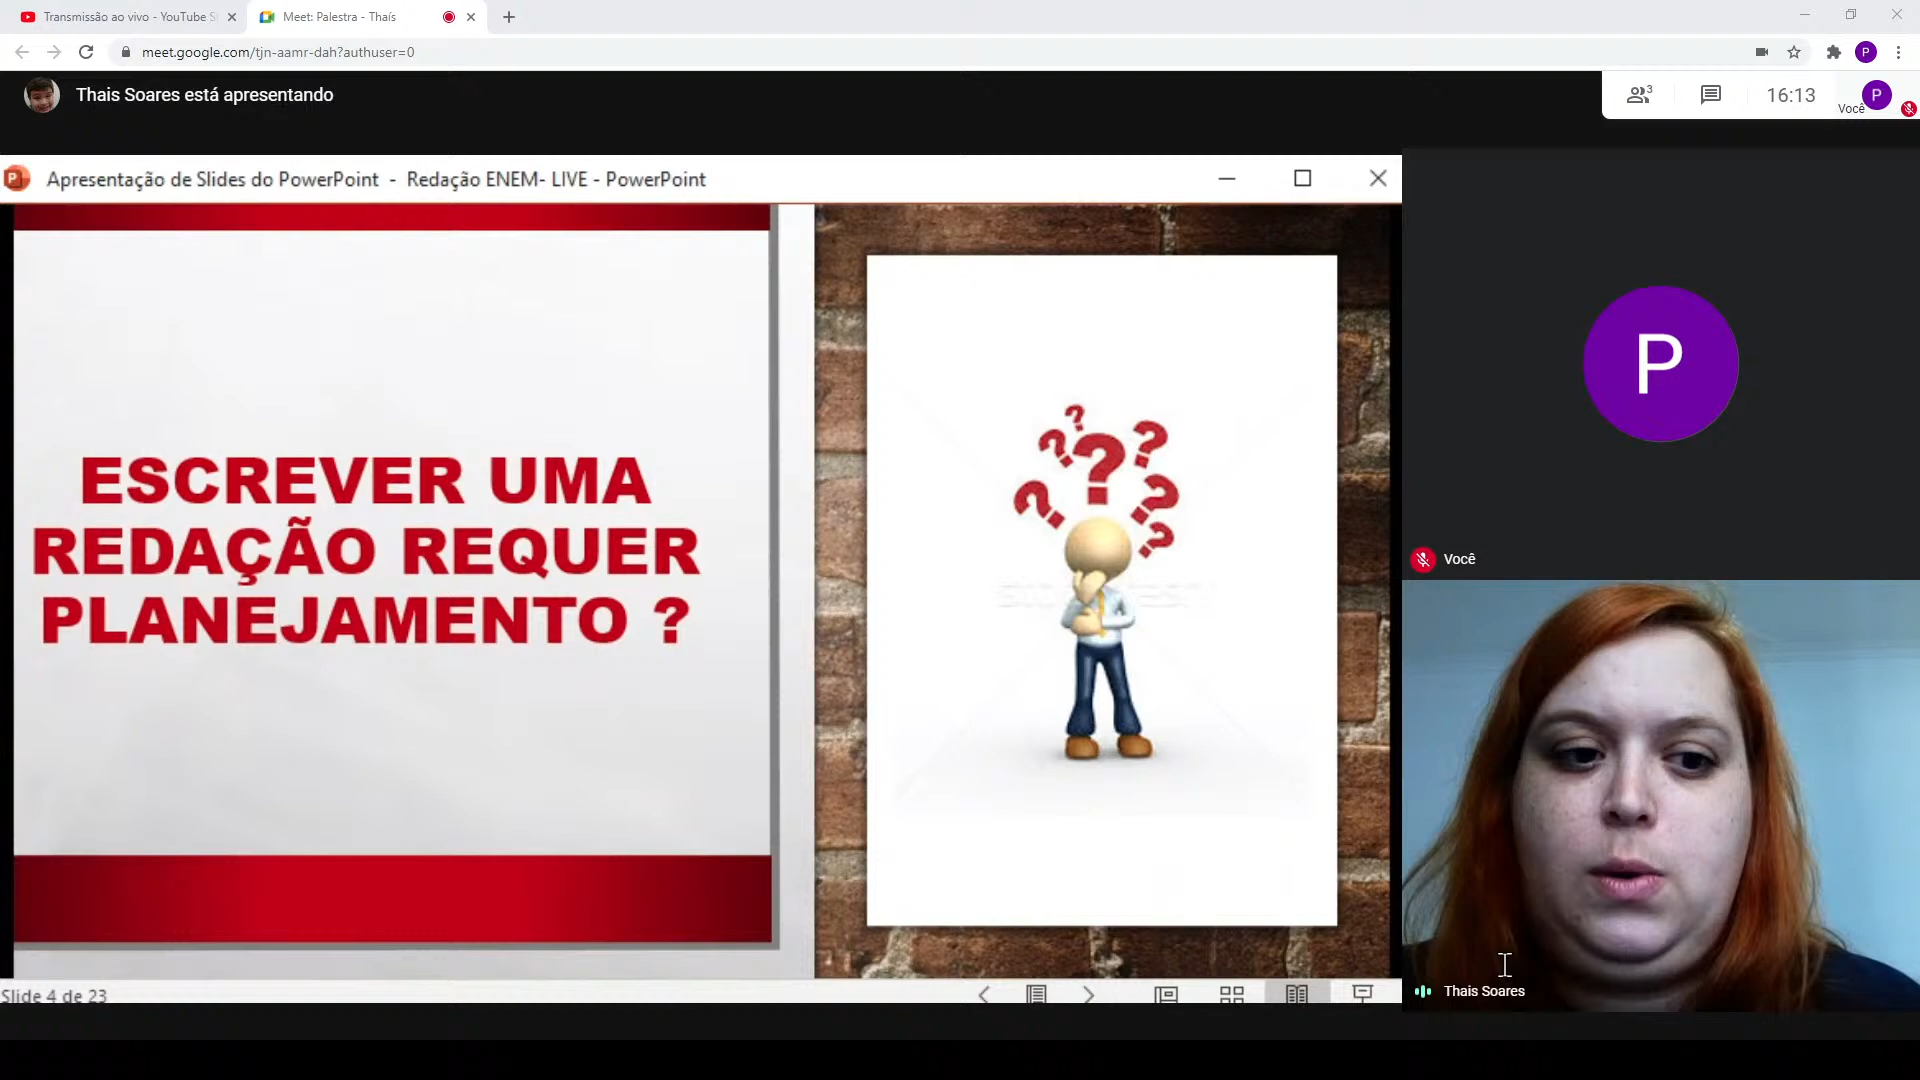 Transmissão ao vivo - YouTube S
Meet: Palestra - Thaís
meet.google.com/tjn-aamr-dah?authuser=0
P
Thais Soares está apresentando
3
16:13
Você
P
Apresentação de Slides do PowerPoint - Redação ENEM- LIVE - PowerPoint
ESCREVER UMA
REDAÇÃO REQUER
PLANEJAMENTO ?
? ? ? ? ? ? ?
P
Você
Thais Soares
Slide 4 de 23